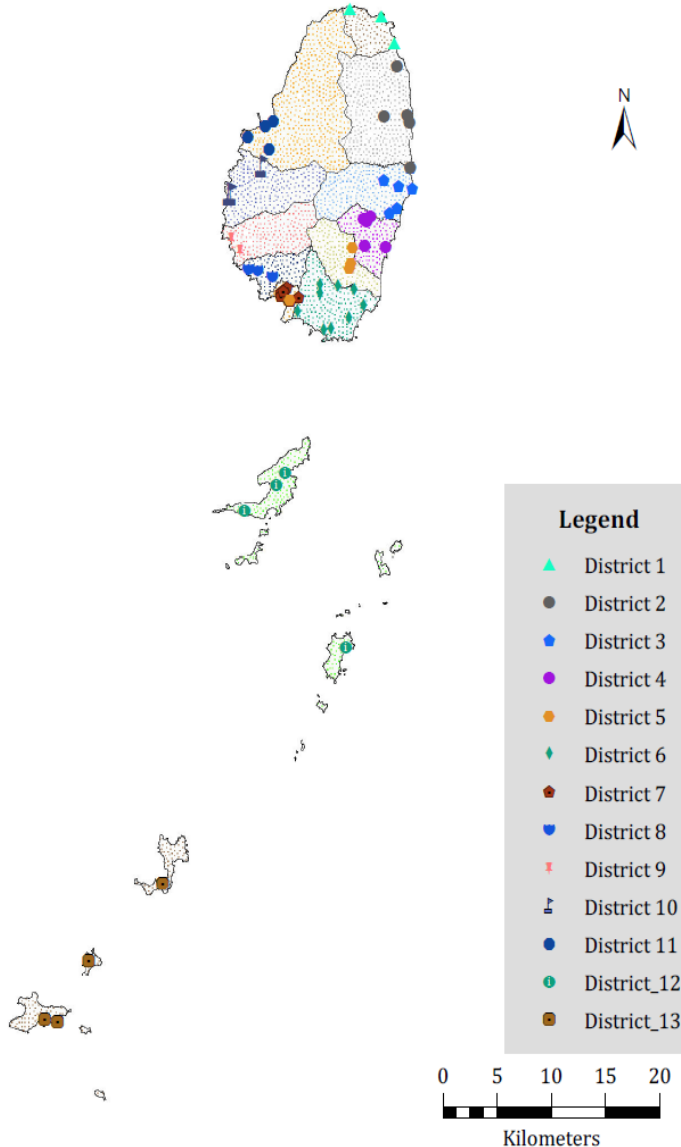 N
Legend
District 1
District 2
District 3
District 4
District 5
District 6
District 7
District 8
District 9
District 10
District 11
District_12
District_13
0 5 10 15 20
Kilometers